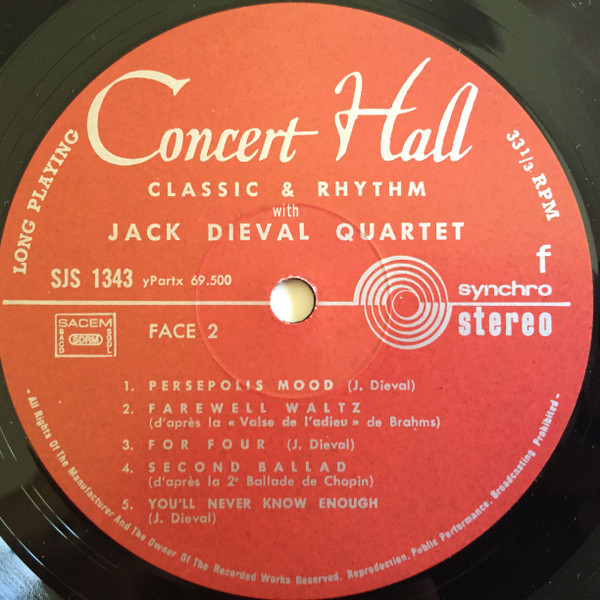 Concert Hall
LONG PLAYING
33 1/3 RPM
CLASSIC & RHYTHM
with
JACK DIEVAL QUARTET
SJS 1343 yPartx 69.500
f
synchro
stereo
SACEM
SACD SDRM SGDL
FACE 2
1. PERSEPOLIS MOOD (J. Dieval)
2. FAREWELL WALTZ
(d'après la « Valse de l'adieu » de Brahms)
3. FOR FOUR (J. Dieval)
4. SECOND BALLAD
(d'après la 2e Ballade de Chopin)
5. YOU'LL NEVER KNOW ENOUGH
(J. Dieval)
- All Rights Of The Manufacturer And The Owner Of The Recorded Works Reserved. Reproduction. Public Performance. Broadcasting Prohibited -